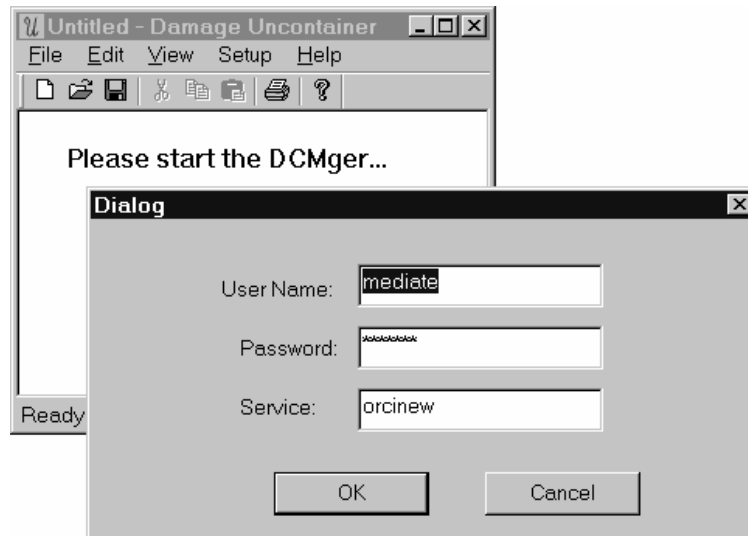 Untitled - Damage Uncontainer
File Edit View Setup Help
Please start the DCMger...
Dialog
User Name: mediate
Password: ********
Service: orcinew
Ready
OK Cancel